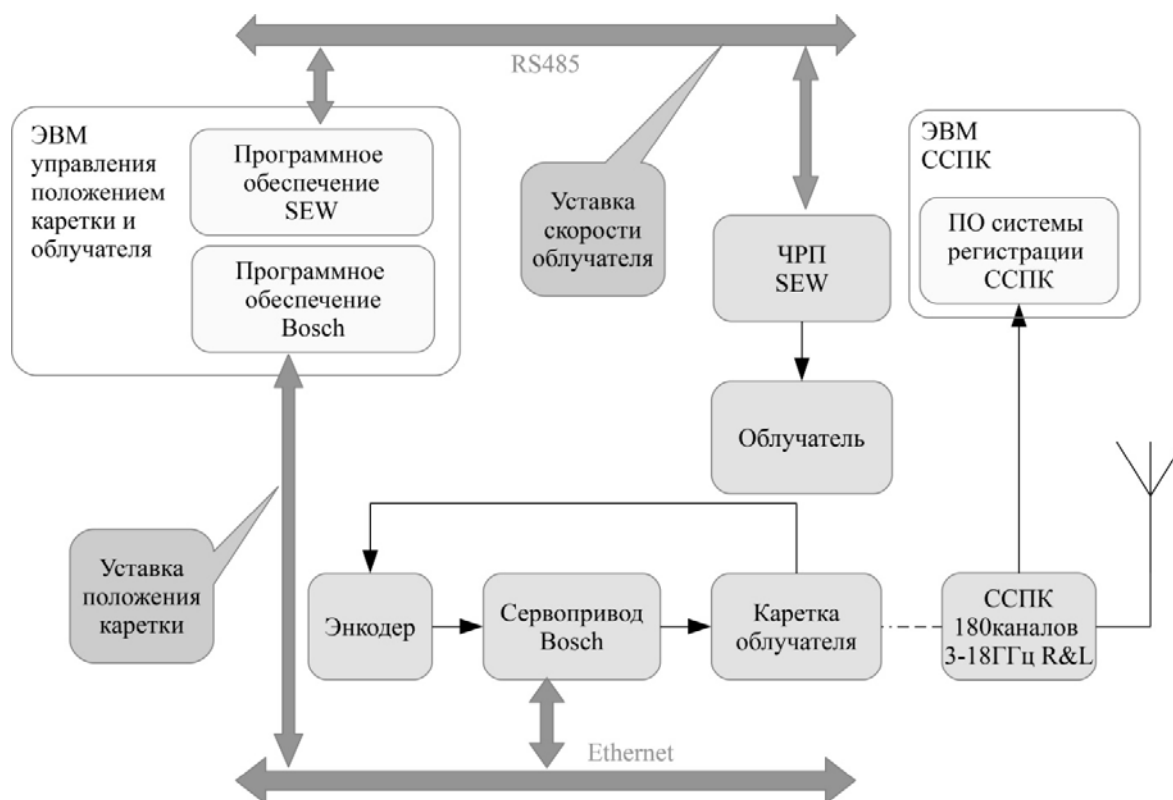 RS485
ЭВМ
управления
положением
каретки и
облучателя
Программное
обеспечение
SEW
Программное
обеспечение
Bosch
Уставка
скорости
облучателя
ЧРП
SEW
ЭВМ
ССПК
ПО системы
регистрации
ССПК
Облучатель
Уставка
положения
каретки
Энкодер
Сервопривод
Bosch
Каретка
облучателя
ССПК
180каналов
3-18ГГц R&L
Ethernet